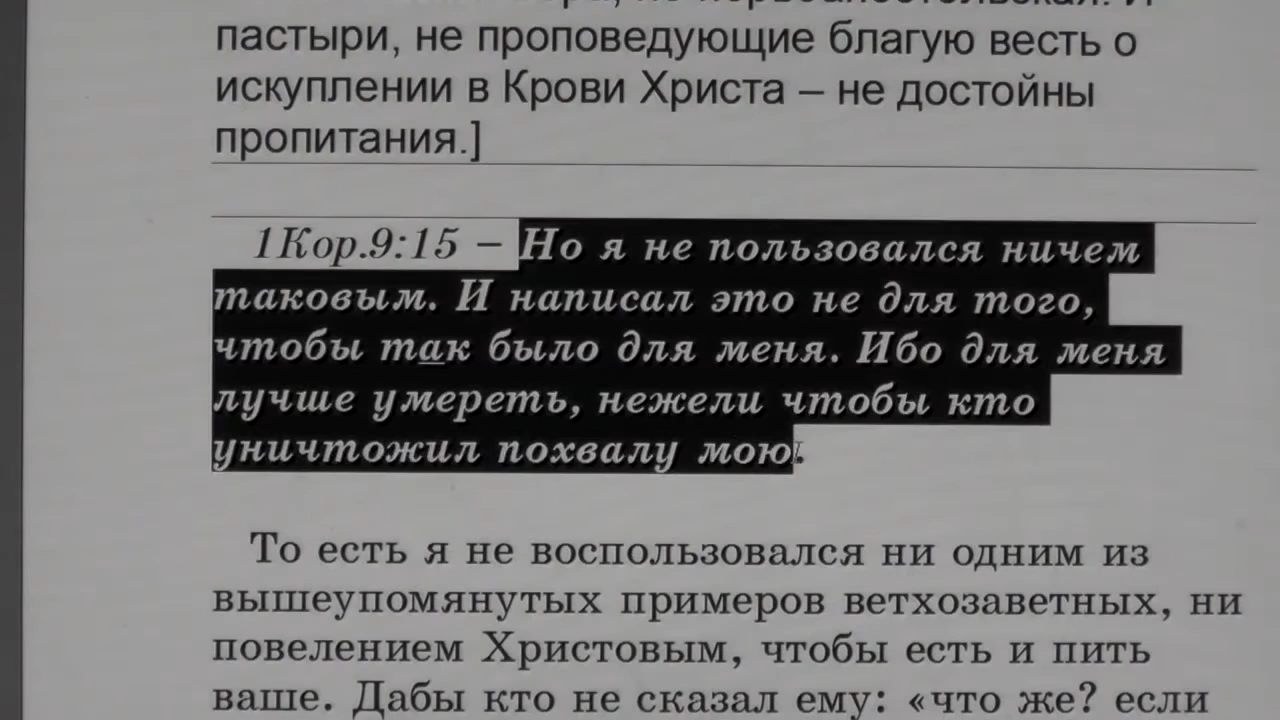 пастыри, не проповедующие благую весть о
искуплении в Крови Христа – не достойны
пропитания.]
1Кор.9:15 – Но я не пользовался ничем
таковым. И написал это не для того,
чтобы так было для меня. Ибо для меня
лучше умереть, нежели чтобы кто
уничтожил похвалу мою.
То есть я не воспользовался ни одним из
вышеупомянутых примеров ветхозаветных, ни
повелением Христовым, чтобы есть и пить
ваше. Дабы кто не сказал ему: «что же? если